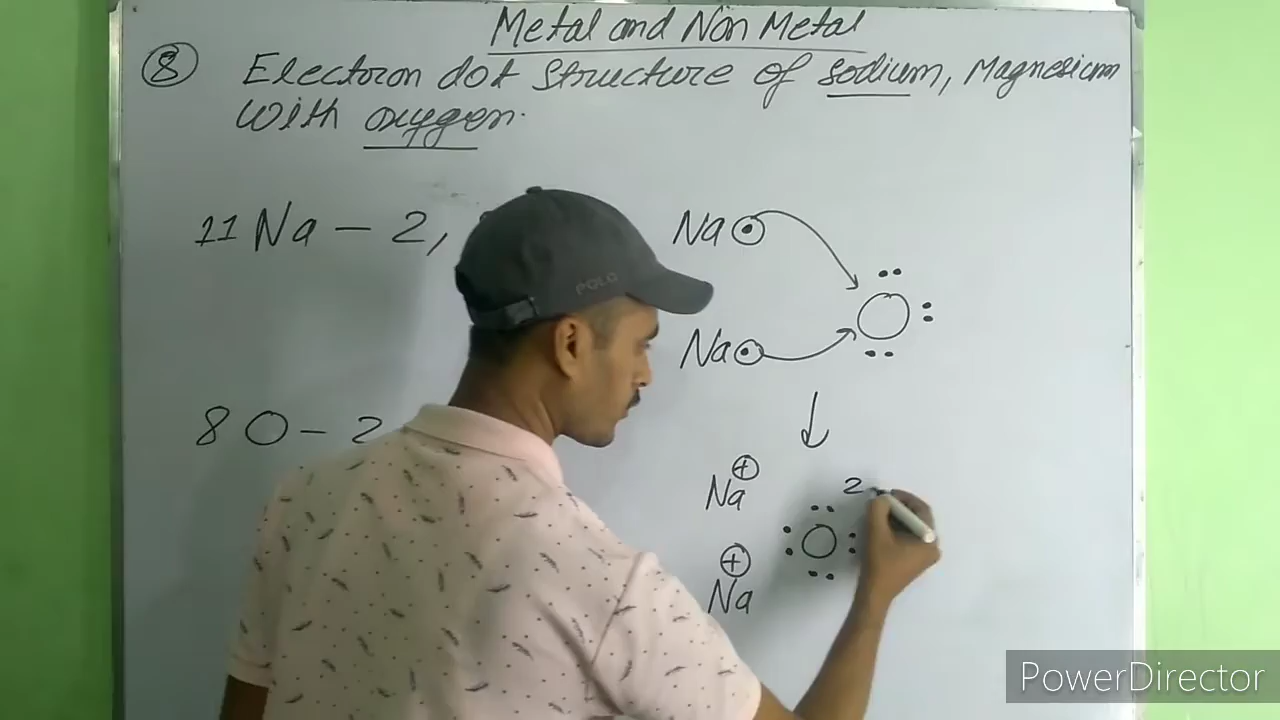 Metal and Non Metal
8 Electron dot structure of sodium, Magnesium
with oxygen.
11 Na - 2,
Na
O
Na
8 O - 2
Na +
2-
O
Na +
POLO
PowerDirector